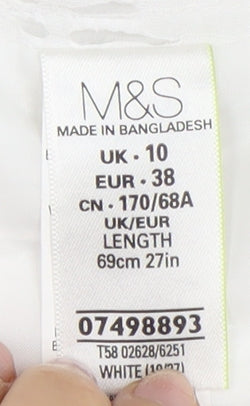 M&S
MADE IN BANGLADESH
UK - 10
EUR - 38
CN - 170/68A
UK/EUR
LENGTH
69cm 27in
07498893
T58 02628/6251
WHITE